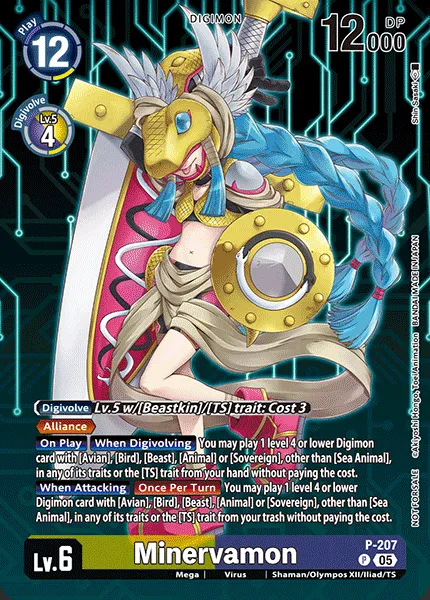 DIGIMON
Play
12
12000
DP
Digivolve
Lv.5
4
Shin Sasaki
©Akiyoshi Hongo, Toei Animation BANDAI MADE IN JAPAN
NOT FOR SALE
Digivolve Lv.5 w/[Beastkin]/[TS] trait: Cost 3
Alliance
On Play When Digivolving You may play 1 level 4 or lower Digimon
card with [Avian], [Bird], [Beast], [Animal] or [Sovereign], other than [Sea Animal],
in any of its traits or the [TS] trait from your hand without paying the cost.
When Attacking Once Per Turn You may play 1 level 4 or lower
Digimon card with [Avian], [Bird], [Beast], [Animal] or [Sovereign], other than [Sea
Animal], in any of its traits or the [TS] trait from your trash without paying the cost.
Lv.6
Minervamon
P-207
P 05
Mega | Virus | Shaman/Olympos XII/Iliad/TS